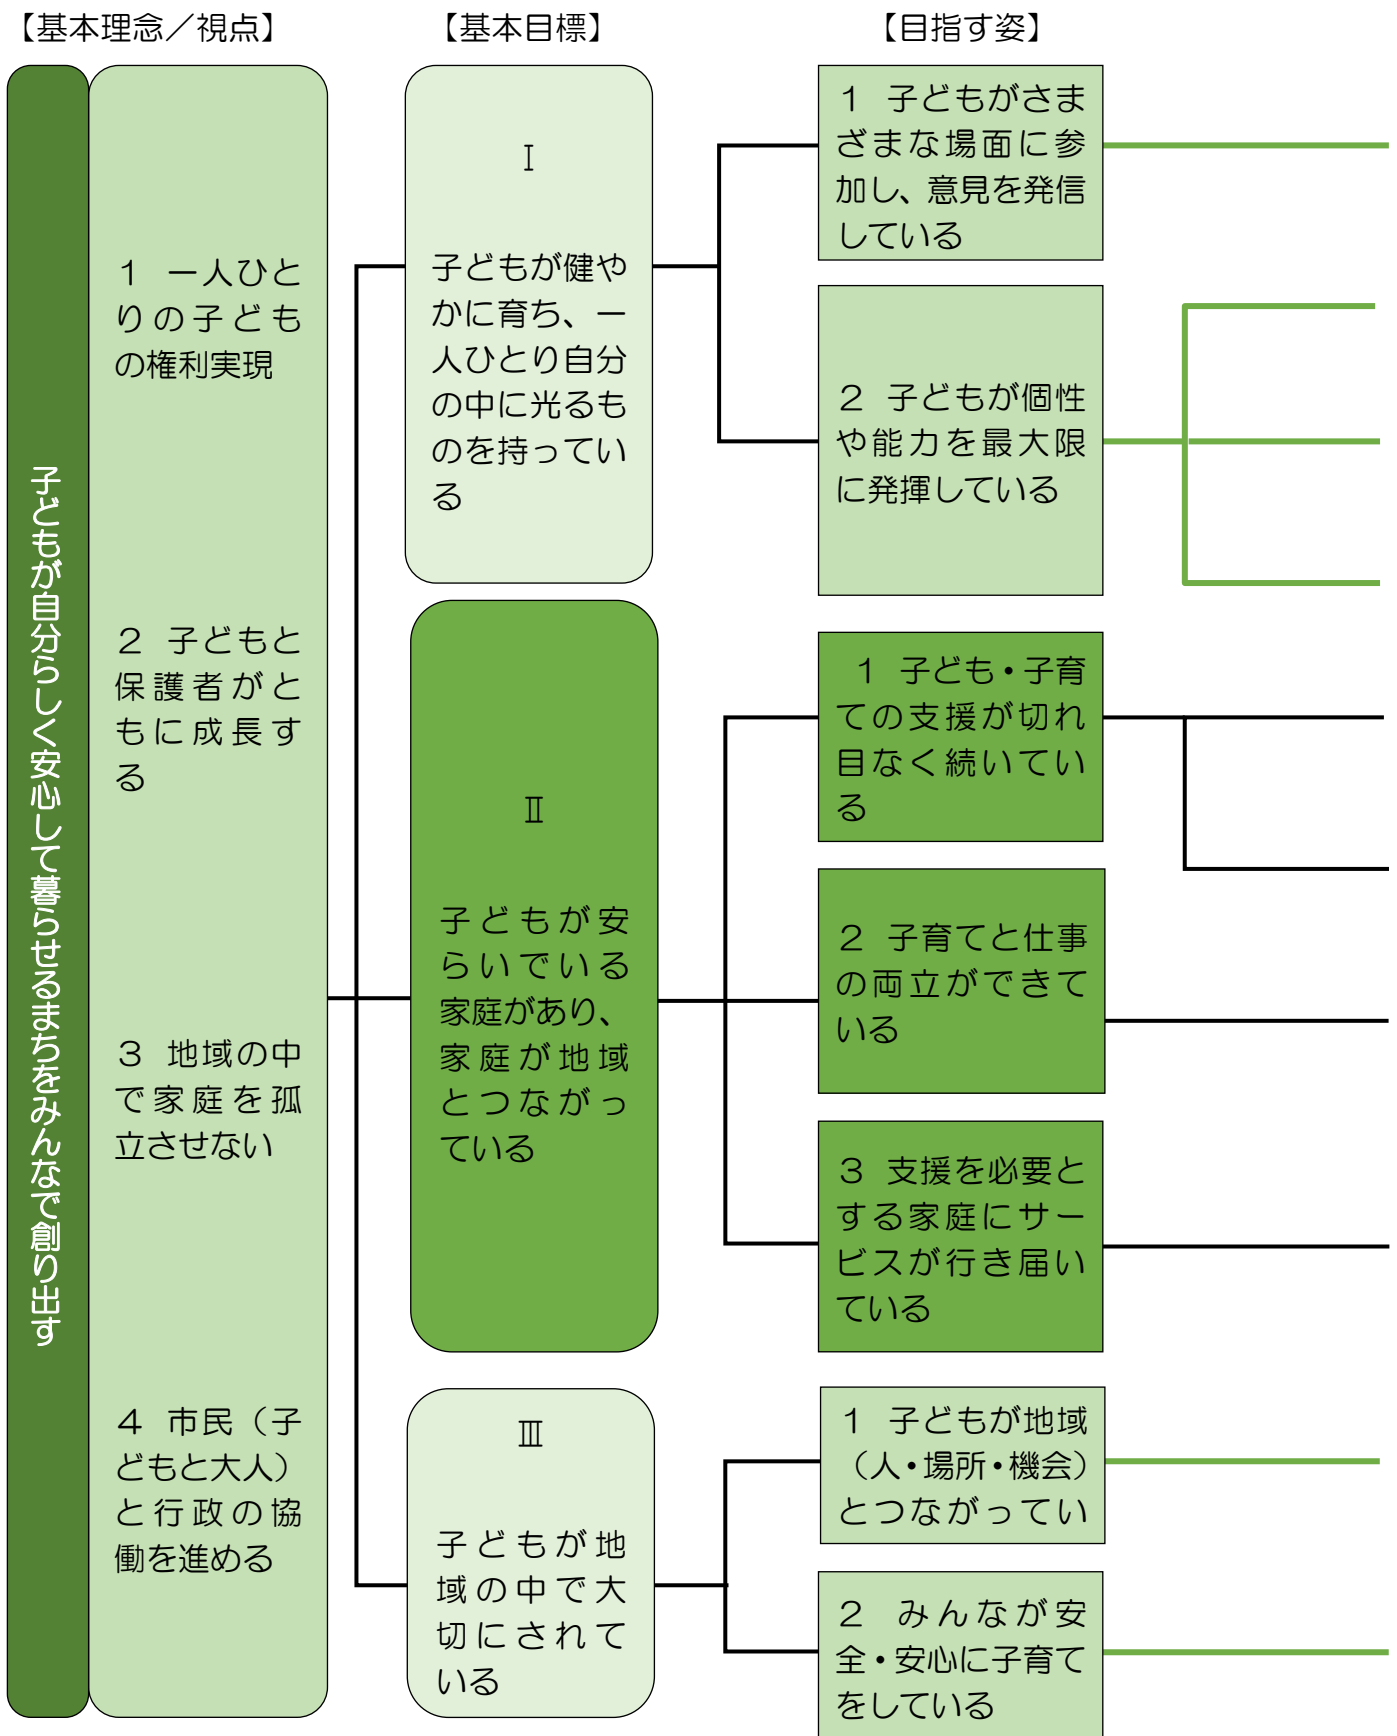 【基本理念／視点】
【基本目標】
【目指す姿】
子どもが自分らしく安心して暮らせるまちをみんなで創り出す
１　一人ひと
りの子ども
の権利実現
２　子どもと
保護者がと
もに成長す
る
３　地域の中
で家庭を孤
立させない
４　市民（子
どもと大人）
と行政の協
働を進める
Ⅰ
子どもが健や
かに育ち、一
人ひとり自分
の中に光るも
のを持ってい
る
Ⅱ
子どもが安
らいでいる
家庭があり、
家庭が地域
とつながっ
ている
Ⅲ
子どもが地
域の中で大
切にされて
いる
１　子どもがさま
ざまな場面に参
加し、意見を発信
している
２　子どもが個性
や能力を最大限
に発揮している
１　子ども・子育
ての支援が切れ
目なく続いてい
る
２　子育てと仕事
の両立ができて
いる
３　支援を必要と
する家庭にサー
ビスが行き届い
ている
１　子どもが地域
（人・場所・機会）
とつながってい
２　みんなが安
全・安心に子育て
をしている